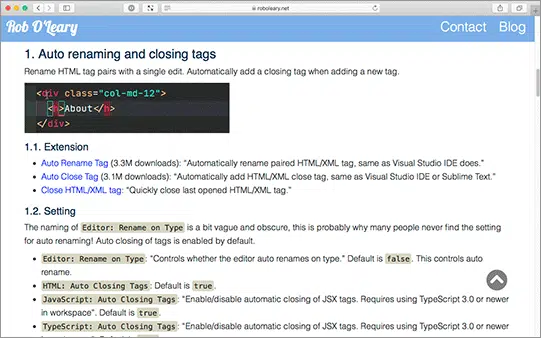 roboleary.net
Rob O'Leary
Contact Blog
1. Auto renaming and closing tags
Rename HTML tag pairs with a single edit. Automatically add a closing tag when adding a new tag.
<div class="col-md-12">
<h>About</h>
</div>
1.1. Extension
• Auto Rename Tag (3.3M downloads): “Automatically rename paired HTML/XML tag, same as Visual Studio IDE does.”
• Auto Close Tag (3.1M downloads): “Automatically add HTML/XML close tag, same as Visual Studio IDE or Sublime Text.”
• Close HTML/XML tag: “Quickly close last opened HTML/XML tag.”
1.2. Setting
The naming of Editor: Rename on Type is a bit vague and obscure, this is probably why many people never find the setting
for auto renaming! Auto closing of tags is enabled by default.
• Editor: Rename on Type: "Controls whether the editor auto renames on type." Default is false. This controls auto
rename.
• HTML: Auto Closing Tags: Default is true.
• JavaScript: Auto Closing Tags: "Enable/disable automatic closing of JSX tags. Requires using TypeScript 3.0 or newer
in workspace". Default is true.
• TypeScript: Auto Closing Tags: "Enable/disable automatic closing of JSX tags. Requires using TypeScript 3.0 or